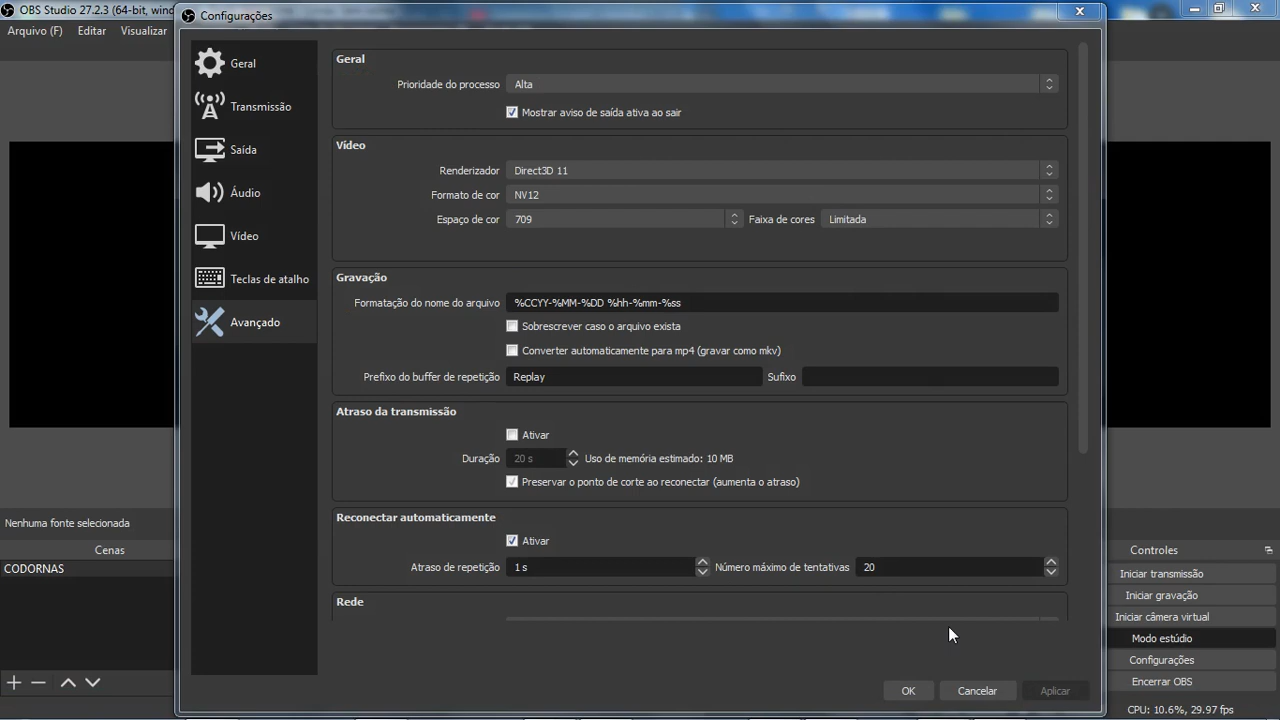 OBS Studio 27.2.3 (64-bit, wind
Configurações
Arquivo (F) Editar Visualizar
Geral
Transmissão
Saída
Áudio
Vídeo
Teclas de atalho
Avançado
Geral
Prioridade do processo Alta
Mostrar aviso de saída ativa ao sair
Vídeo
Renderizador Direct3D 11
Formato de cor NV12
Espaço de cor 709 Faixa de cores Limitada
Gravação
Formatação do nome do arquivo %CCYY-%MM-%DD %hh-%mm-%ss
Sobrescrever caso o arquivo exista
Converter automaticamente para mp4 (gravar como mkv)
Prefixo do buffer de repetição Replay Sufixo
Atraso da transmissão
Ativar
Duração 20 s Uso de memória estimado: 10 MB
Preservar o ponto de corte ao reconectar (aumenta o atraso)
Reconectar automaticamente
Ativar
Atraso de repetição 1 s Número máximo de tentativas 20
Rede
OK Cancelar Aplicar
Nenhuma fonte selecionada
Cenas
CODORNAS
Controles
Iniciar transmissão
Iniciar gravação
Iniciar câmera virtual
Modo estúdio
Configurações
Encerrar OBS
CPU: 10.6%, 29.97 fps